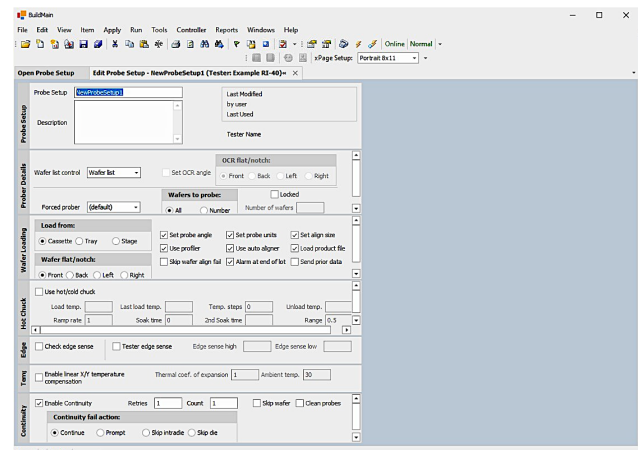 BuildMain
File Edit View Item Apply Run Tools Controller Reports Windows Help
Online Normal
xPage Setup: Portrait 8x11
Open Probe Setup Edit Probe Setup - NewProbeSetup1 (Tester: Example RI-40)* ×
Probe Setup
Probe Setup NewProbeSetup1
Description
Last Modified
by user
Last Used
Tester Name
Prober Details
Wafer list control Wafer list
Set OCR angle
OCR flat/notch:
Front Back Left Right
Forced prober (default)
Wafers to probe:
All Number
Locked
Number of wafers
Wafer Loading
Load from:
Cassette Tray Stage
Wafer flat/notch:
Front Back Left Right
Set probe angle Set probe units Set align size
Use profiler Use auto aligner Load product file
Skip wafer align fail Alarm at end of lot Send prior data
Hot Chuck
Use hot/cold chuck
Load temp. Last load temp. Temp. steps 0 Unload temp.
Ramp rate 1 Soak time 0 2nd Soak time Range 0.5
Edge
Check edge sense Tester edge sense Edge sense high Edge sense low
Enable linear X/Y temperature
compensation
Thermal coef. of expansion 1 Ambient temp. 30
Continuity
Enable Continuity Retries 1 Count 1 Skip wafer Clean probes
Continuity fail action:
Continue Prompt Skip intradie Skip die